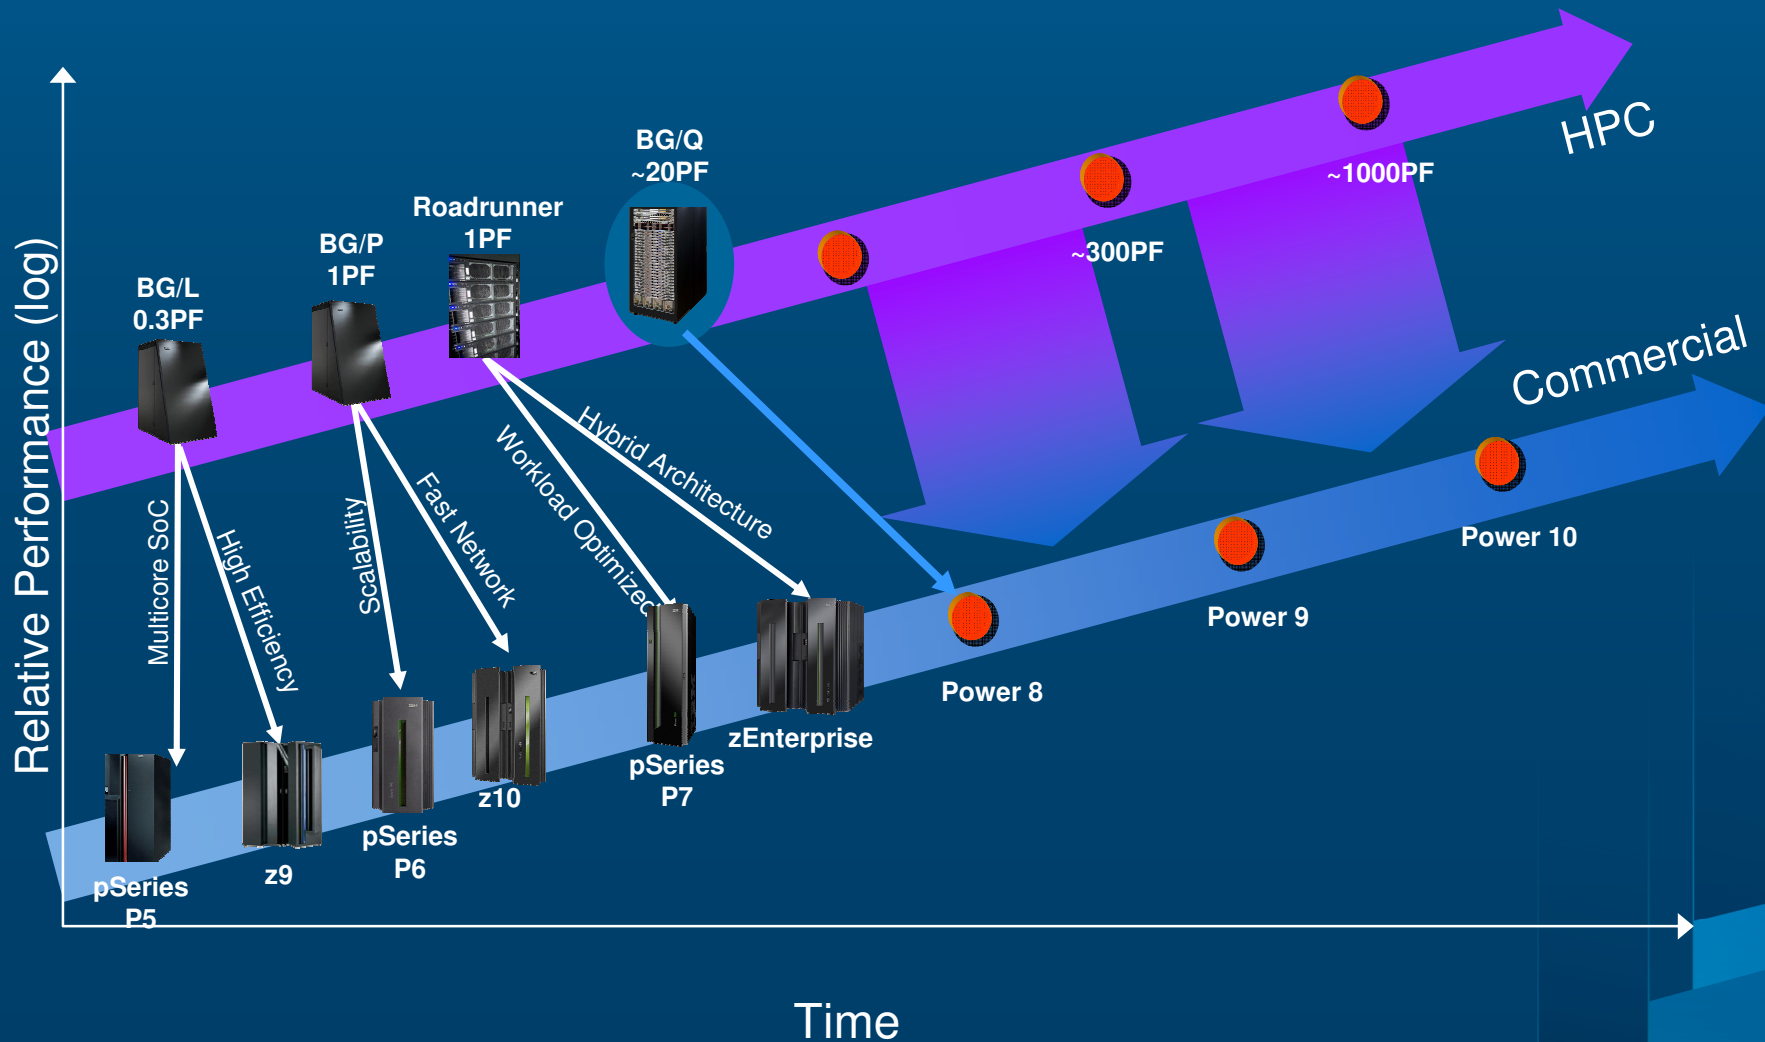 BG/Q
~20PF
Roadrunner
1PF
BG/P
1PF
BG/L
0.3PF
HPC
~1000PF
~300PF
Commercial
Relative Performance (log)
Multicore SoC
High Efficiency
Scalability
Fast Network
Workload Optimized
Hybrid Architecture
Power 10
Power 9
Power 8
zEnterprise
pSeries
P7
z10
pSeries
P6
z9
pSeries
P5
Time